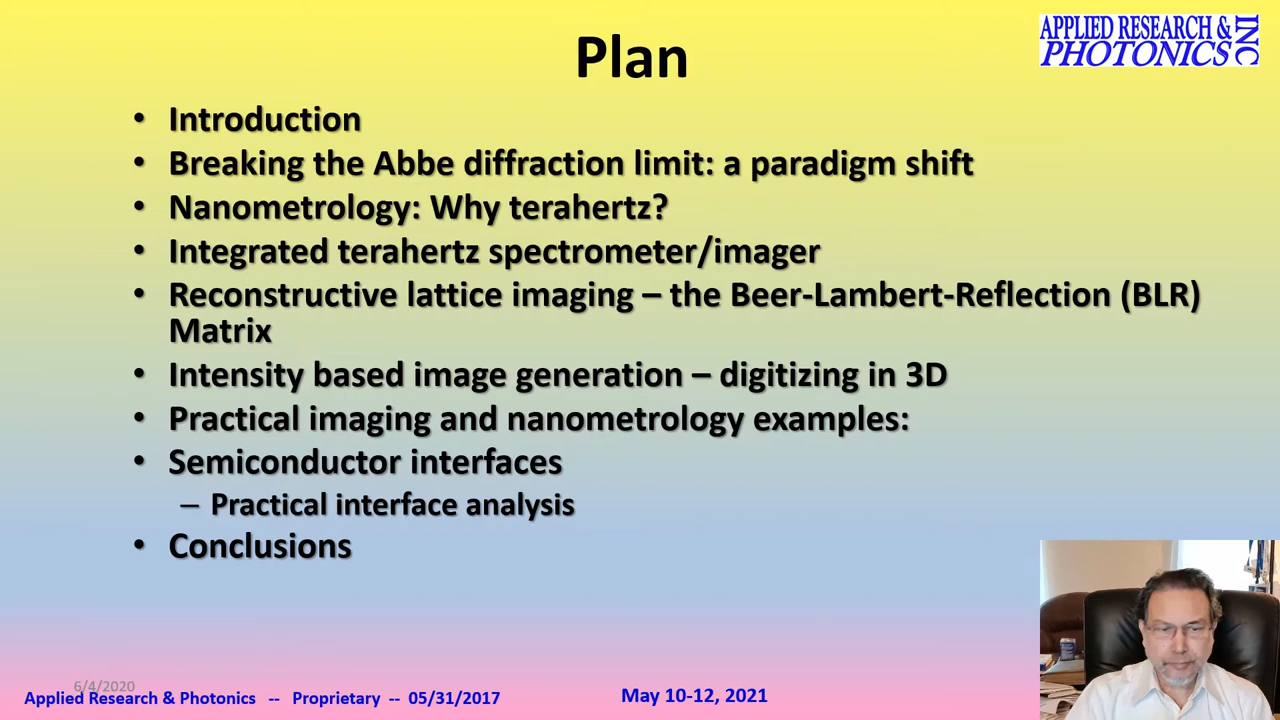 Plan
APPLIED RESEARCH &
PHOTONICS
INC
• Introduction
• Breaking the Abbe diffraction limit: a paradigm shift
• Nanometrology: Why terahertz?
• Integrated terahertz spectrometer/imager
• Reconstructive lattice imaging – the Beer-Lambert-Reflection (BLR)
Matrix
• Intensity based image generation – digitizing in 3D
• Practical imaging and nanometrology examples:
• Semiconductor interfaces
– Practical interface analysis
• Conclusions
6/4/2020
Applied Research & Photonics -- Proprietary -- 05/31/2017
May 10-12, 2021